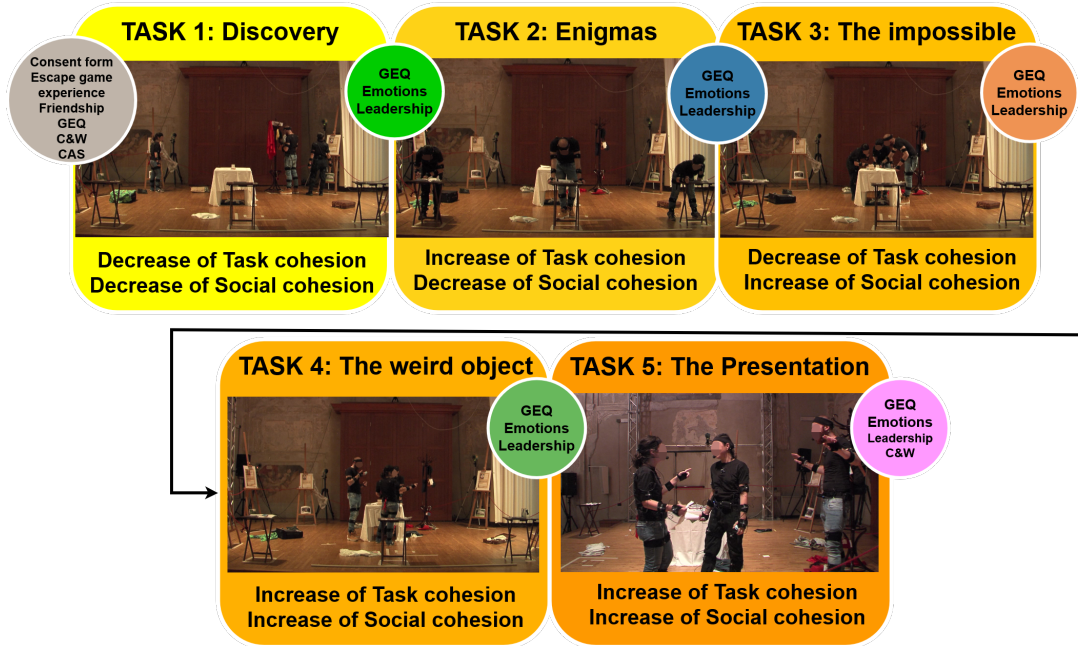 TASK 1: Discovery
Consent form
Escape game
experience
Friendship
GEQ
C&W
CAS
Decrease of Task cohesion
Decrease of Social cohesion
GEQ
Emotions
Leadership
TASK 2: Enigmas
Increase of Task cohesion
Decrease of Social cohesion
GEQ
Emotions
Leadership
TASK 3: The impossible
Decrease of Task cohesion
Increase of Social cohesion
GEQ
Emotions
Leadership
TASK 4: The weird object
Increase of Task cohesion
Increase of Social cohesion
GEQ
Emotions
Leadership
TASK 5: The Presentation
Increase of Task cohesion
Increase of Social cohesion
GEQ
Emotions
Leadership
C&W